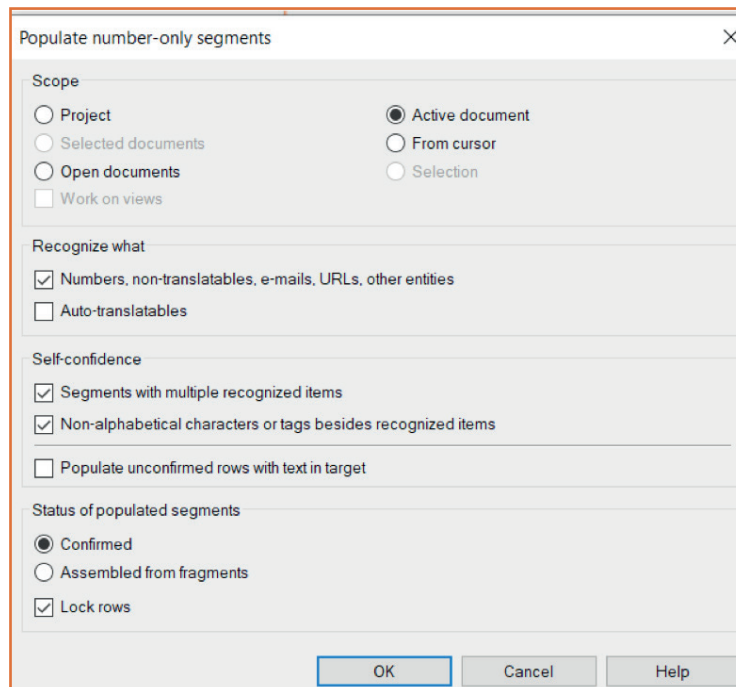 Populate number-only segments
Scope
Project
Active document
Selected documents
From cursor
Open documents
Selection
Work on views
Recognize what
Numbers, non-translatables, e-mails, URLs, other entities
Auto-translatables
Self-confidence
Segments with multiple recognized items
Non-alphabetical characters or tags besides recognized items
Populate unconfirmed rows with text in target
Status of populated segments
Confirmed
Assembled from fragments
Lock rows
OK Cancel Help